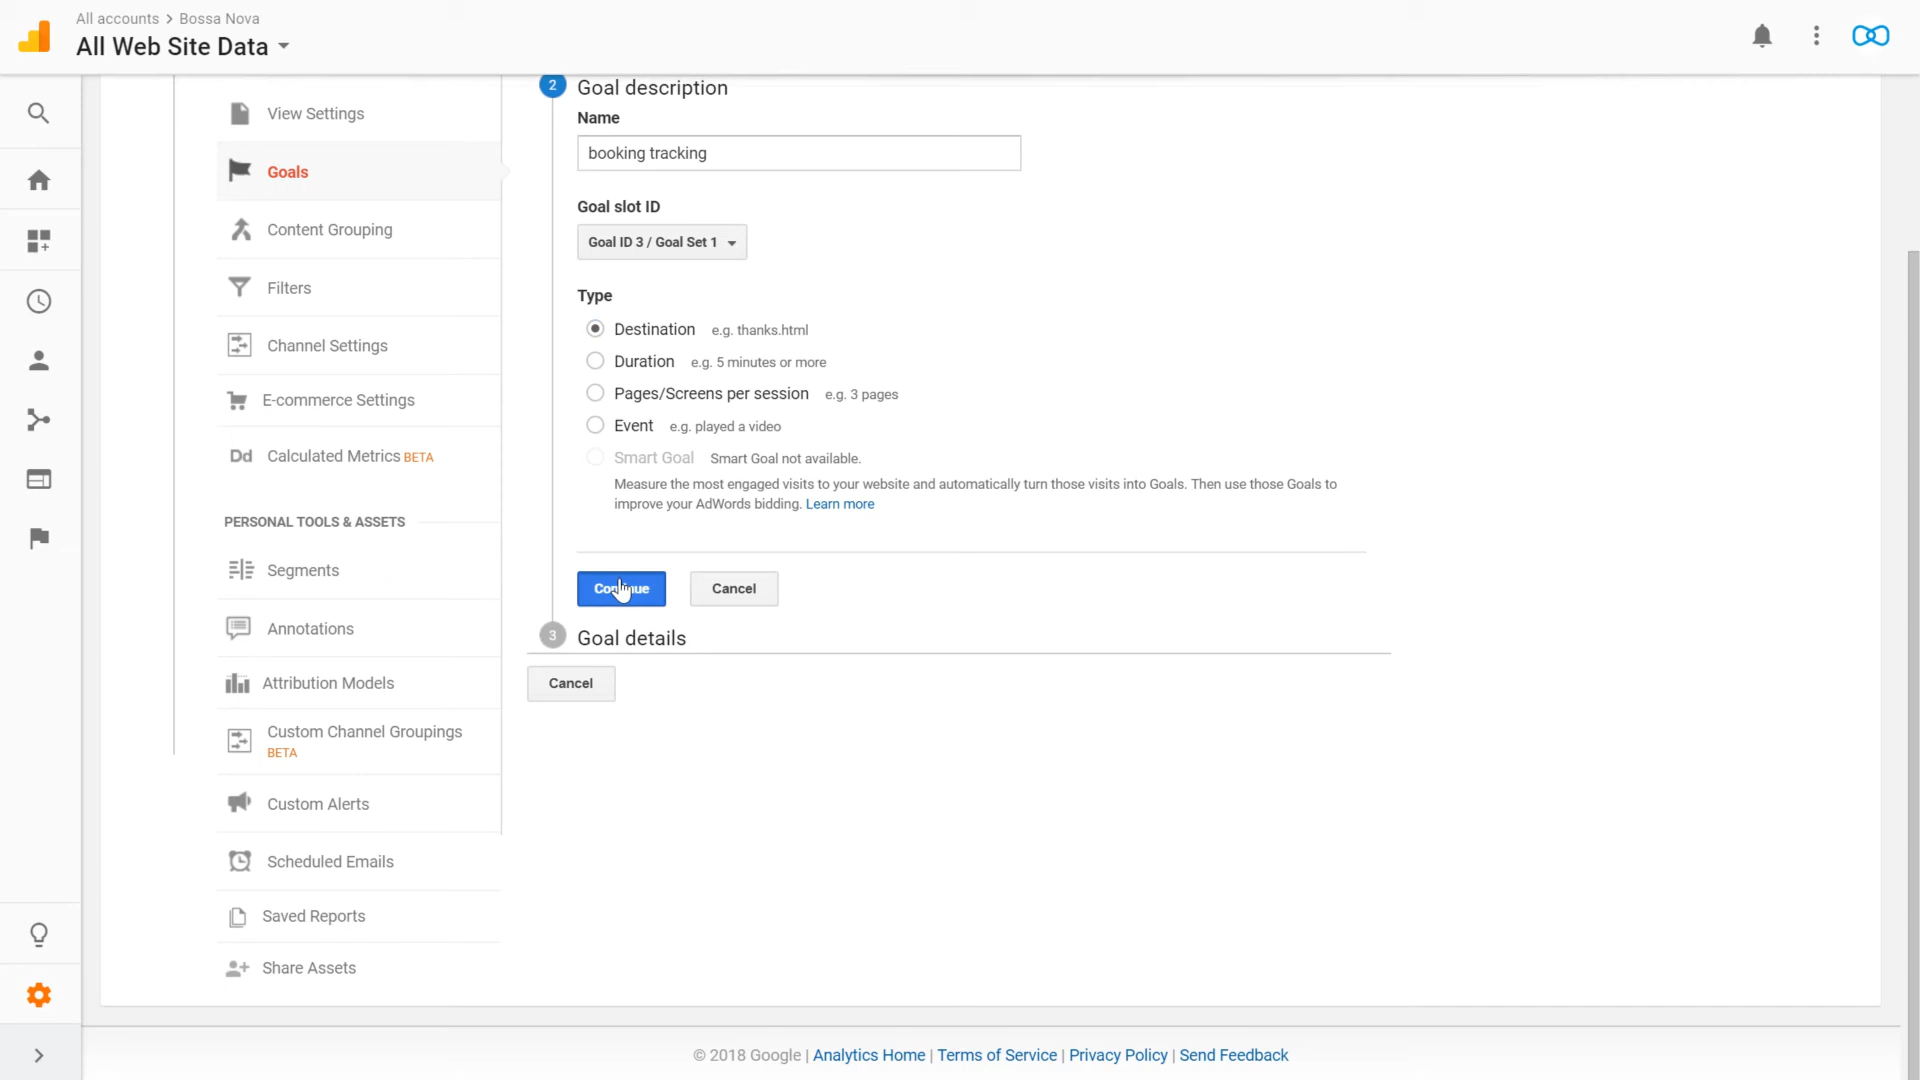 All accounts > Bossa Nova
All Web Site Data
View Settings
Goals
Content Grouping
Filters
Channel Settings
E-commerce Settings
Dd Calculated Metrics BETA
PERSONAL TOOLS & ASSETS
Segments
Annotations
Attribution Models
Custom Channel Groupings
BETA
Custom Alerts
Scheduled Emails
Saved Reports
Share Assets
2 Goal description
Name
booking tracking
Goal slot ID
Goal ID 3 / Goal Set 1
Type
Destination e.g. thanks.html
Duration e.g. 5 minutes or more
Pages/Screens per session e.g. 3 pages
Event e.g. played a video
Smart Goal Smart Goal not available.
Measure the most engaged visits to your website and automatically turn those visits into Goals. Then use those Goals to
improve your AdWords bidding. Learn more
Continue Cancel
3 Goal details
Cancel
© 2018 Google | Analytics Home | Terms of Service | Privacy Policy | Send Feedback